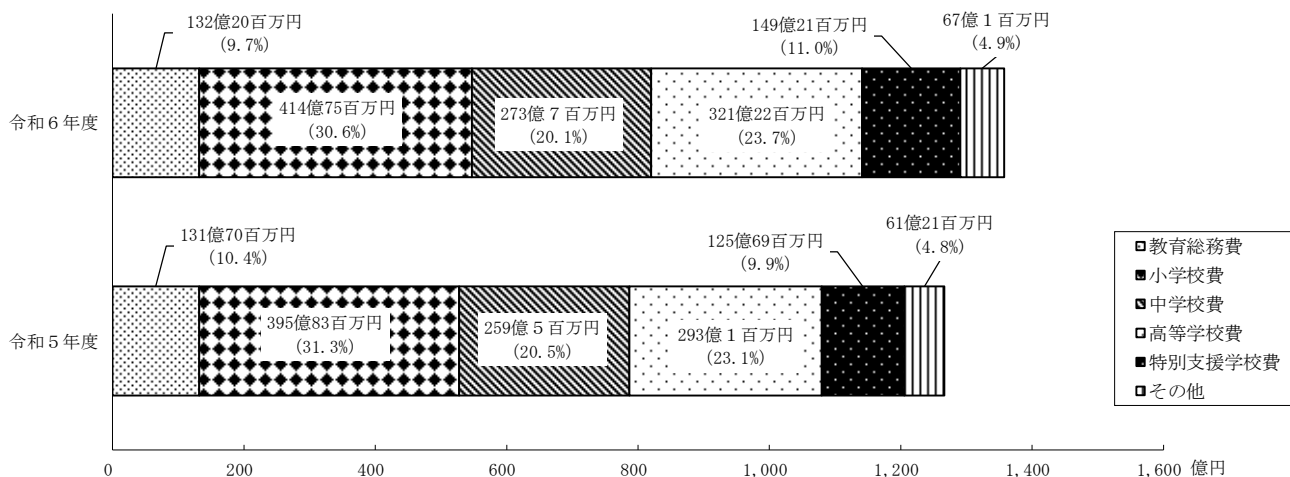 132億20百万円
(9.7%)
149億21百万円
(11.0%)
67億１百万円
(4.9%)
令和６年度
414億75百万円
(30.6%)
273億７百万円
(20.1%)
321億22百万円
(23.7%)
131億70百万円
(10.4%)
125億69百万円
(9.9%)
61億21百万円
(4.8%)
令和５年度
395億83百万円
(31.3%)
259億５百万円
(20.5%)
293億１百万円
(23.1%)
教育総務費
小学校費
中学校費
高等学校費
特別支援学校費
その他
0 200 400 600 800 1,000 1,200 1,400 1,600 億円